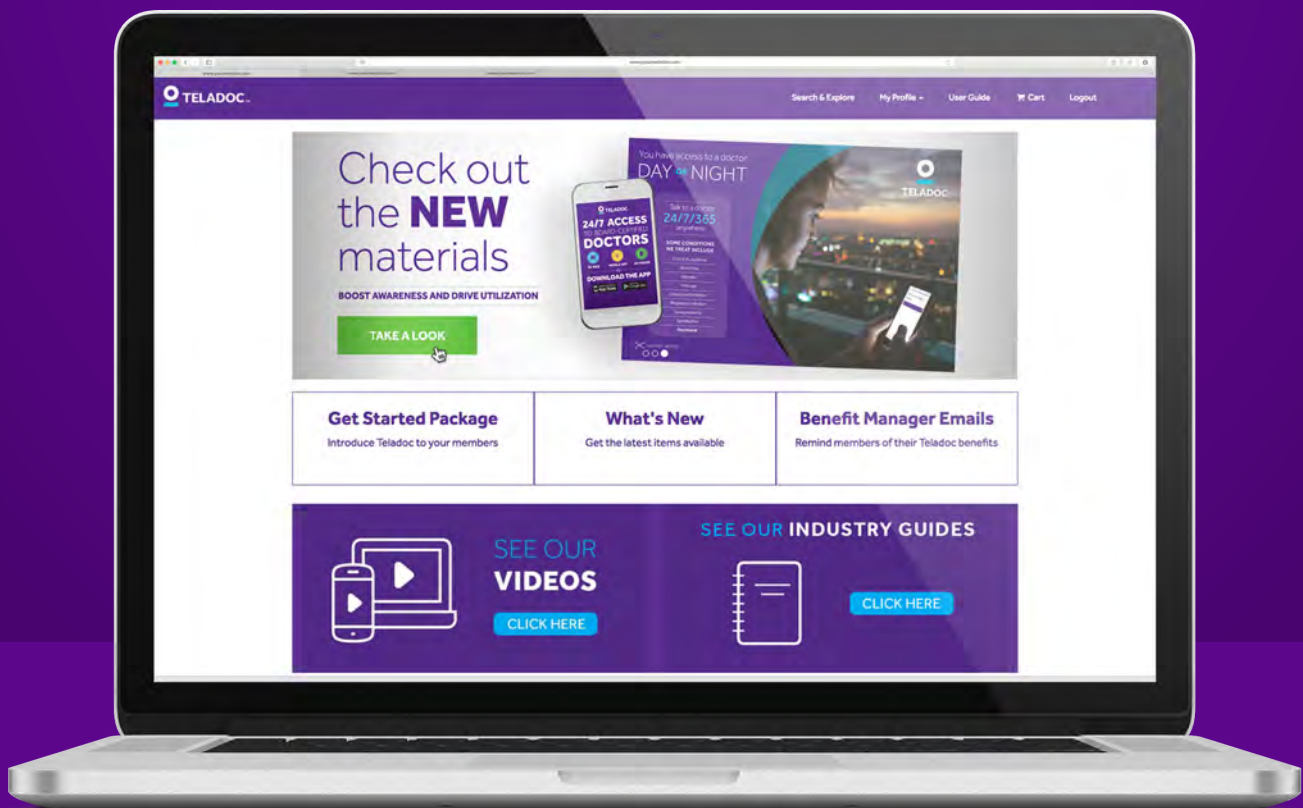 TELADOC
Search & Explore
My Profile
User Guide
Cart
Logout
Check out
the NEW
materials
BOOST AWARENESS AND DRIVE UTILIZATION
TAKE A LOOK
TELADOC
24/7 ACCESS
TO BOARD-CERTIFIED
DOCTORS
DOWNLOAD THE APP
You have access to a doctor
DAY OR NIGHT
Talk to a doctor
24/7/365
anywhere
SOME CONDITIONS
WE TREAT INCLUDE
TELADOC
Get Started Package
Introduce Teladoc to your members
What's New
Get the latest items available
Benefit Manager Emails
Remind members of their Teladoc benefits
SEE OUR
VIDEOS
CLICK HERE
SEE OUR INDUSTRY GUIDES
CLICK HERE